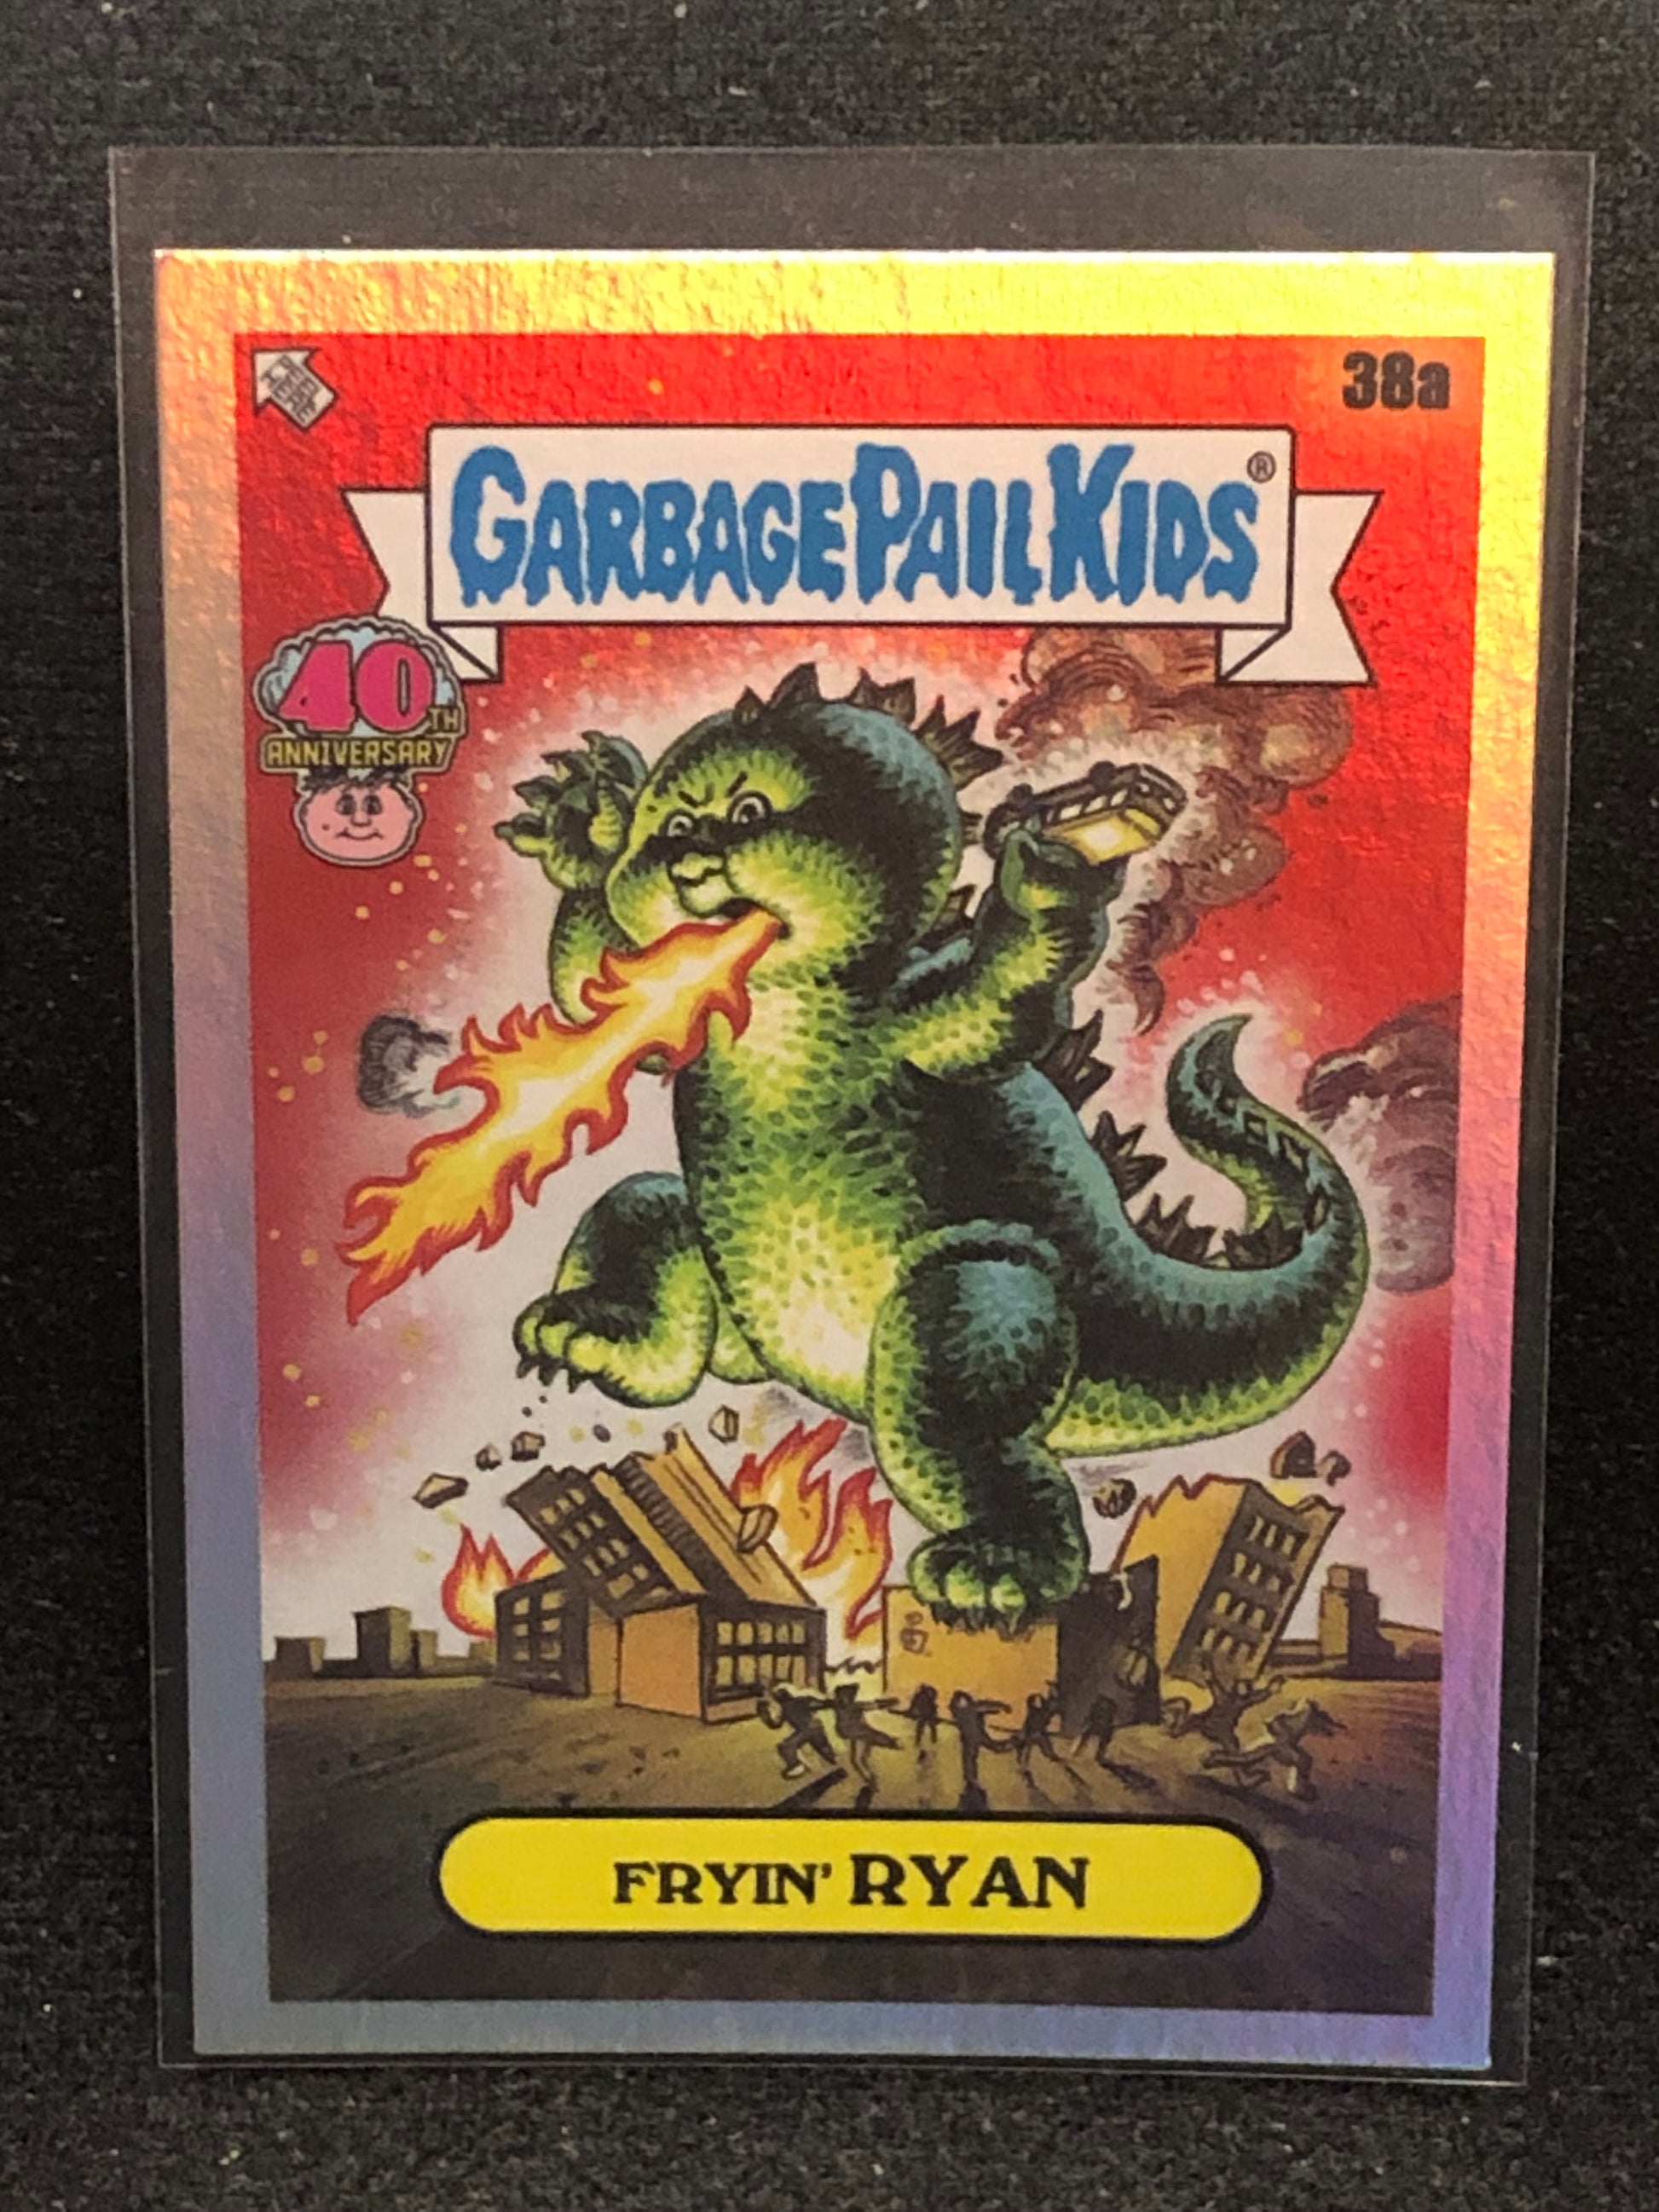 38a
GARBAGE PAIL KIDS®
40TH
ANNIVERSARY
FRYIN' RYAN